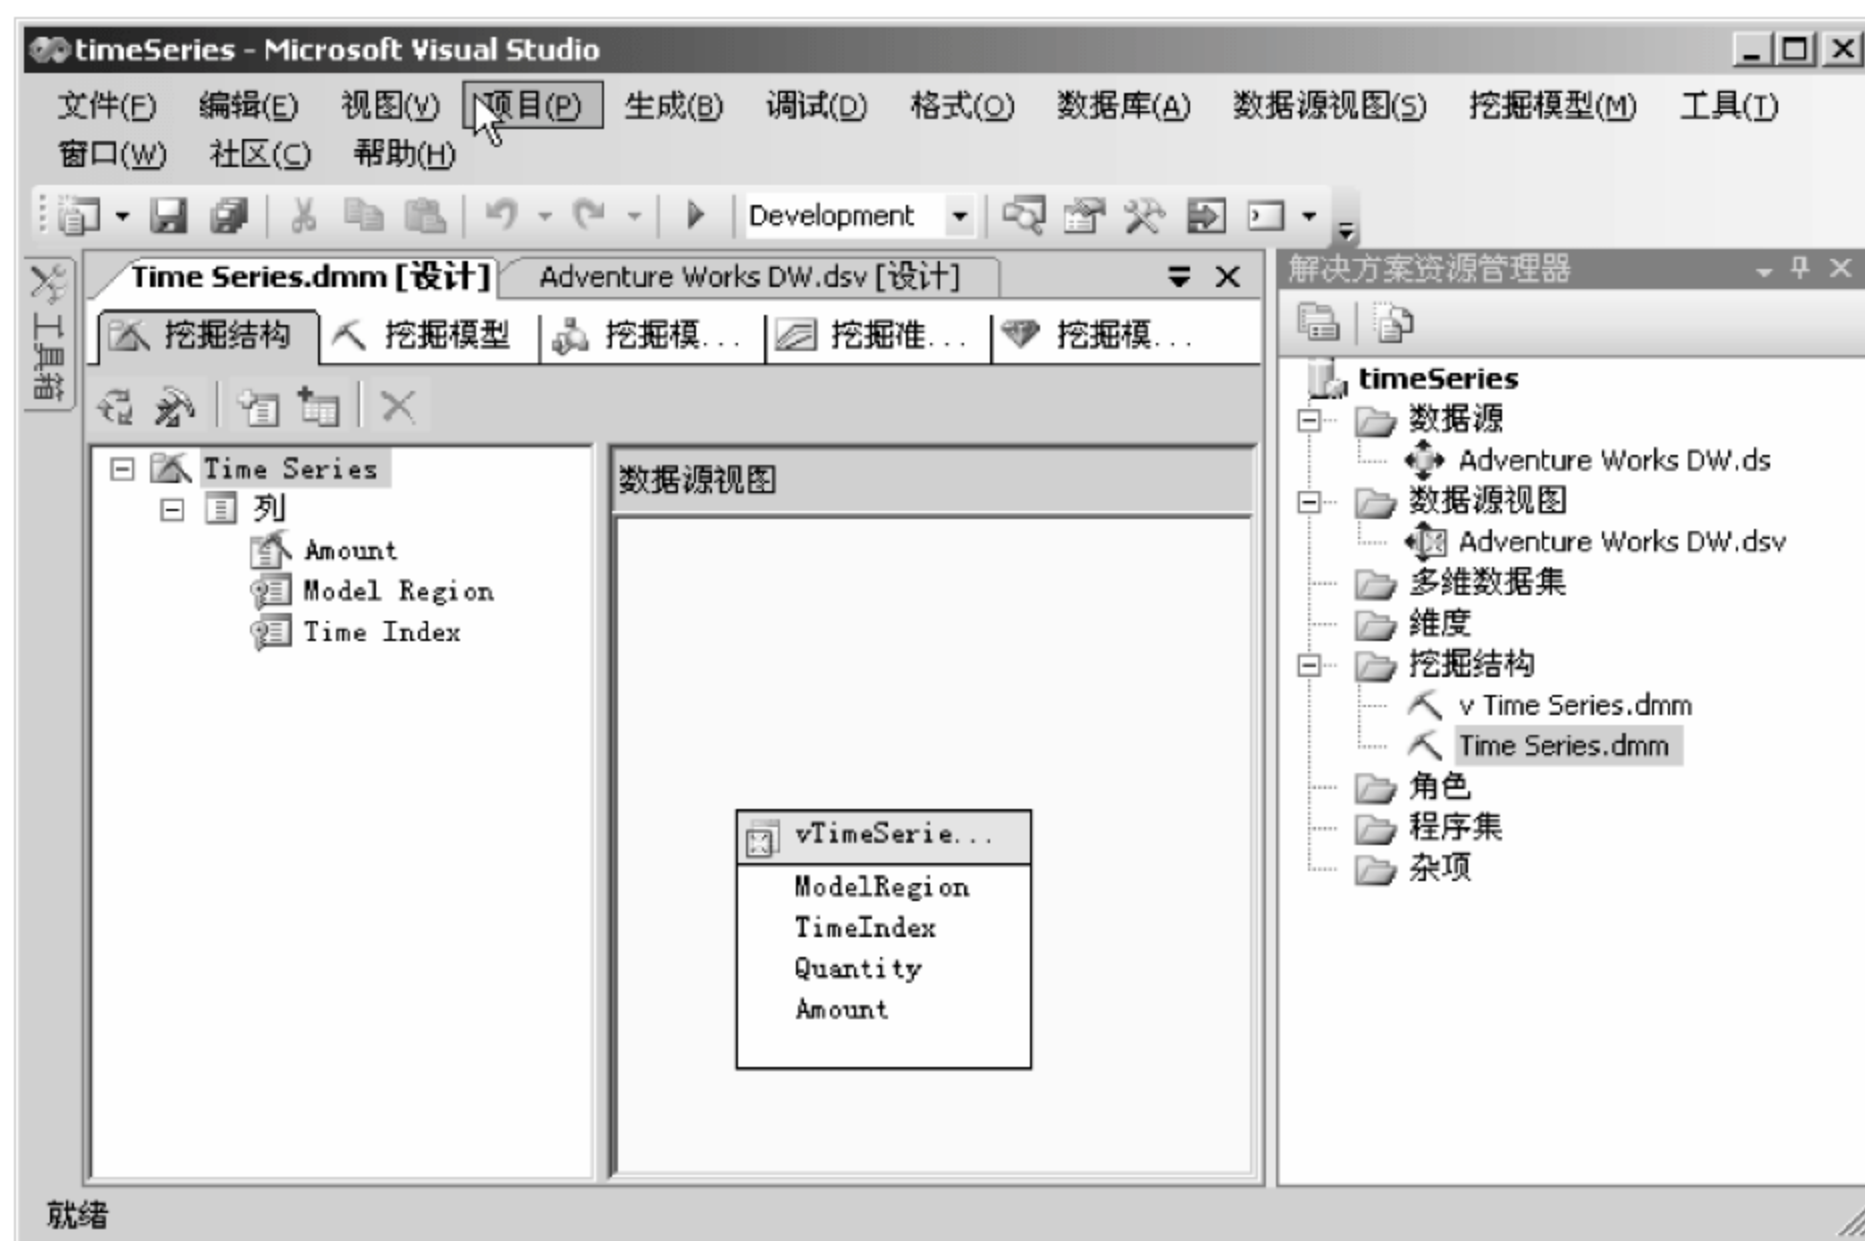 timeSeries - Microsoft Visual Studio
文件(F) 编辑(E) 视图(V) 项目(P) 生成(B) 调试(D) 格式(O) 数据库(A) 数据源视图(S) 挖掘模型(M) 工具(T)
窗口(W) 社区(C) 帮助(H)
Development
工具箱
Time Series.dmm [设计] Adventure Works DW.dsv [设计]
挖掘结构 挖掘模型 挖掘模... 挖掘准... 挖掘模...
Time Series
列
Amount
Model Region
Time Index
数据源视图
vTimeSerie...
ModelRegion
TimeIndex
Quantity
Amount
解决方案资源管理器
timeSeries
数据源
Adventure Works DW.ds
数据源视图
Adventure Works DW.dsv
多维数据集
维度
挖掘结构
v Time Series.dmm
Time Series.dmm
角色
程序集
杂项
就绪